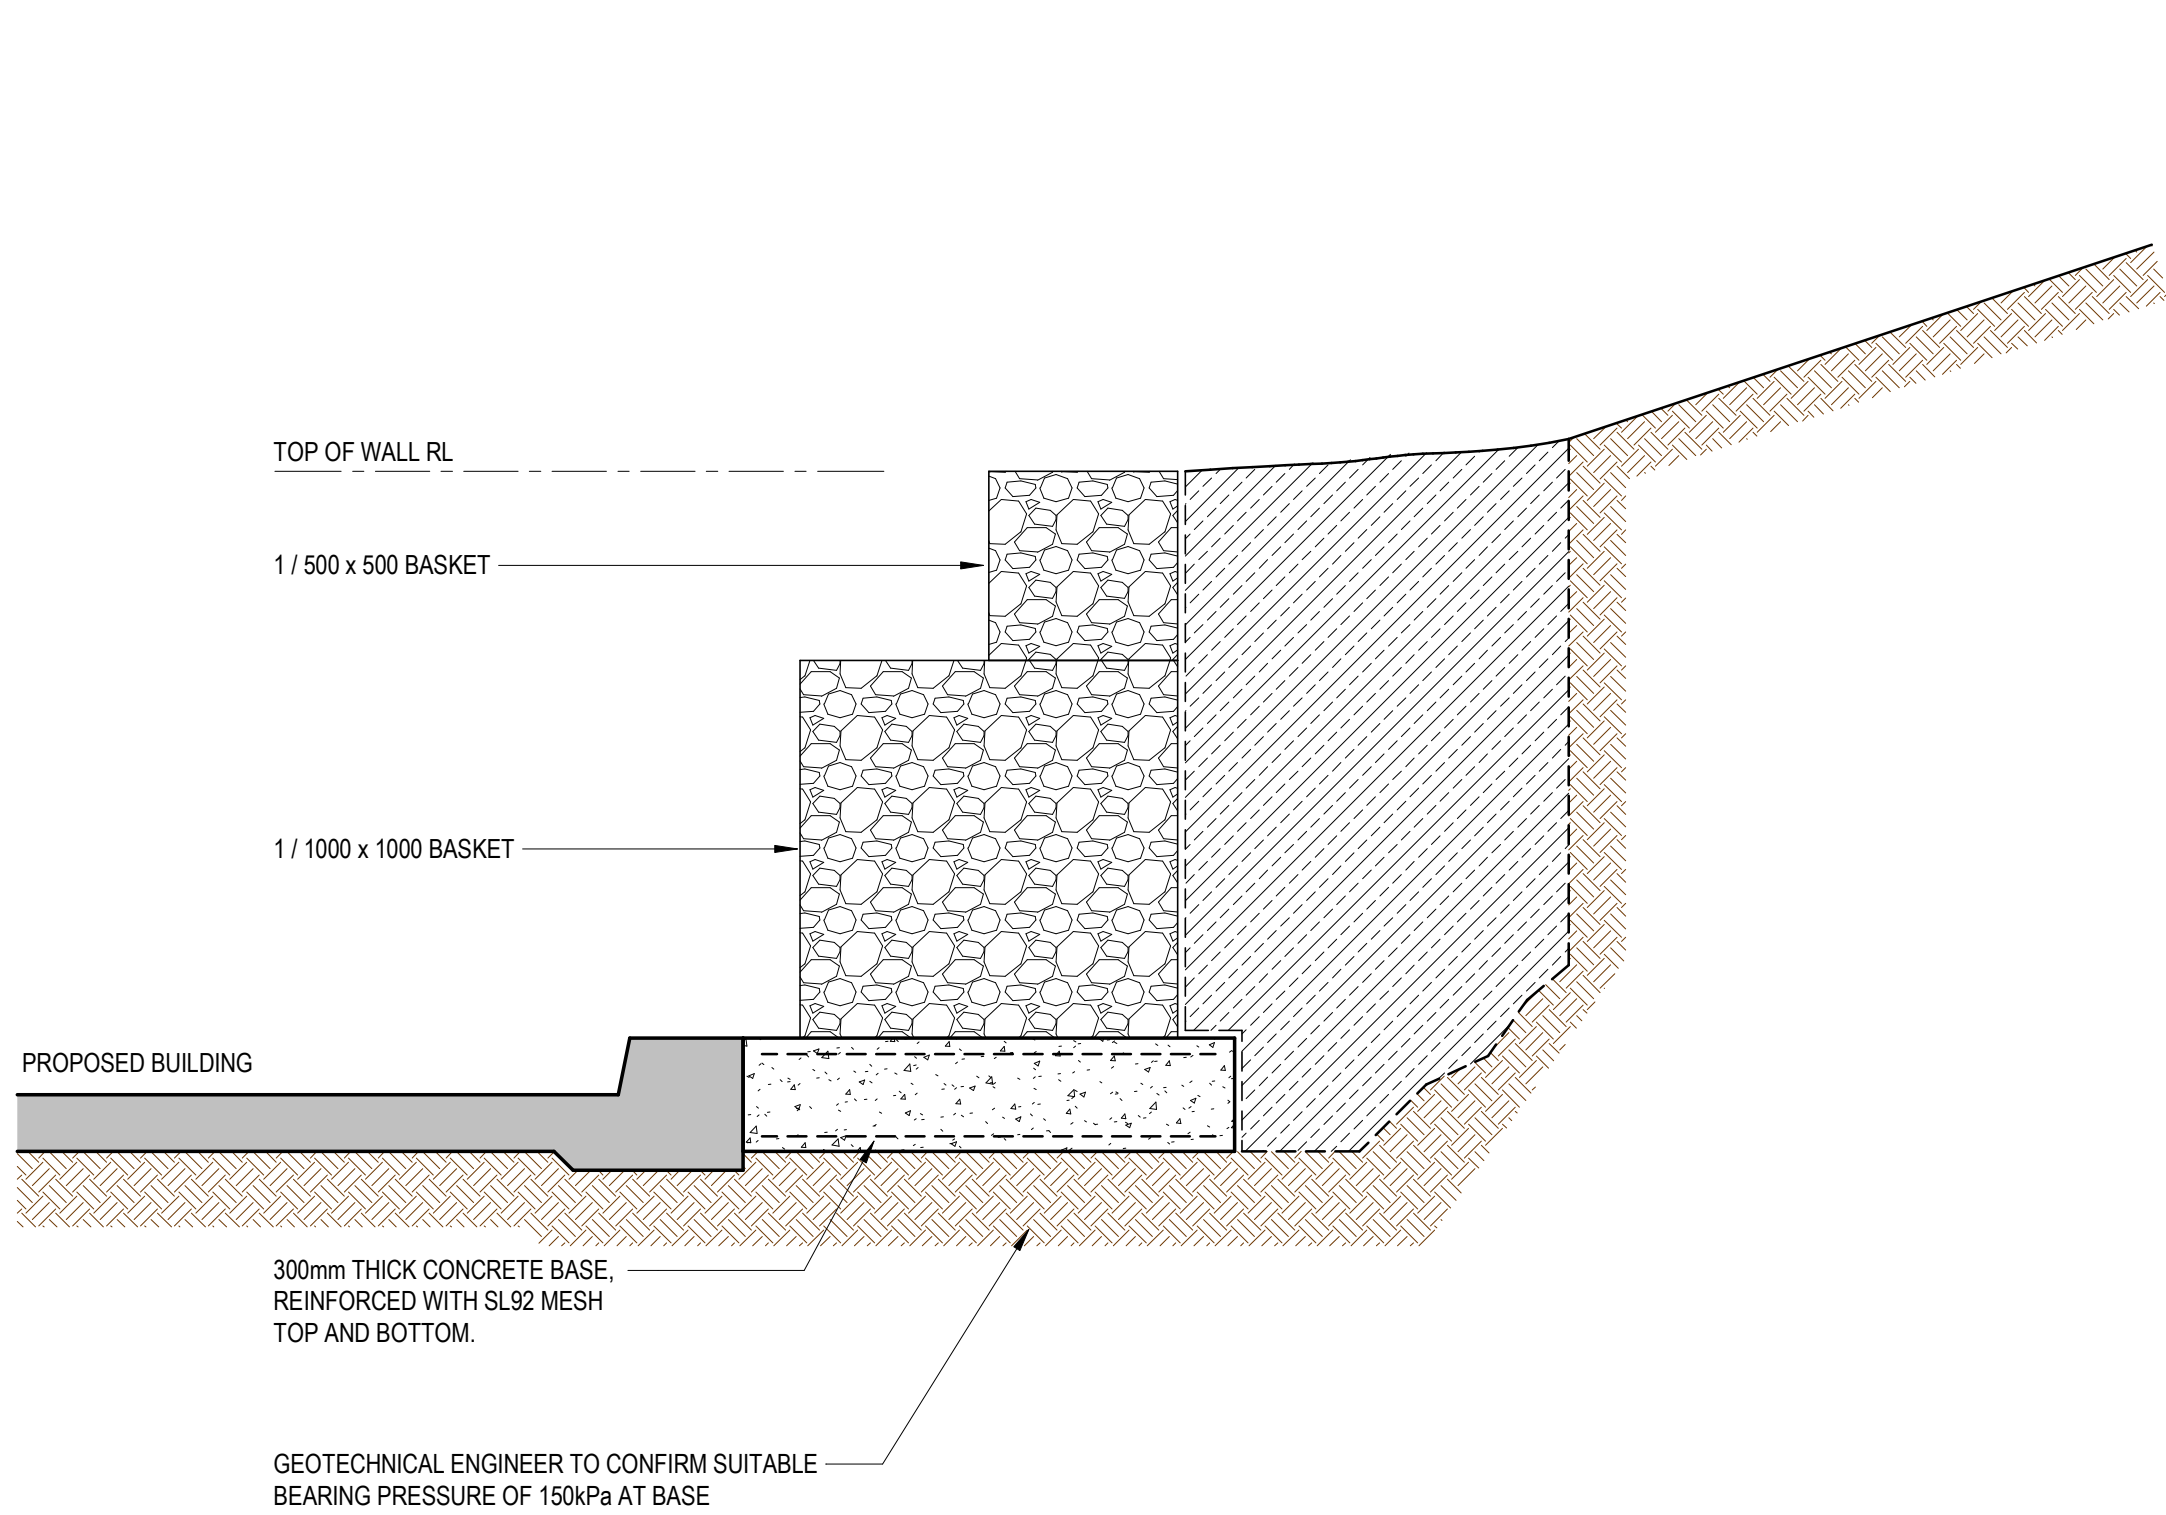 TOP OF WALL RL
1 / 500 x 500 BASKET
1 / 1000 x 1000 BASKET
PROPOSED BUILDING
300mm THICK CONCRETE BASE,
REINFORCED WITH SL92 MESH
TOP AND BOTTOM.
GEOTECHNICAL ENGINEER TO CONFIRM SUITABLE
BEARING PRESSURE OF 150kPa AT BASE